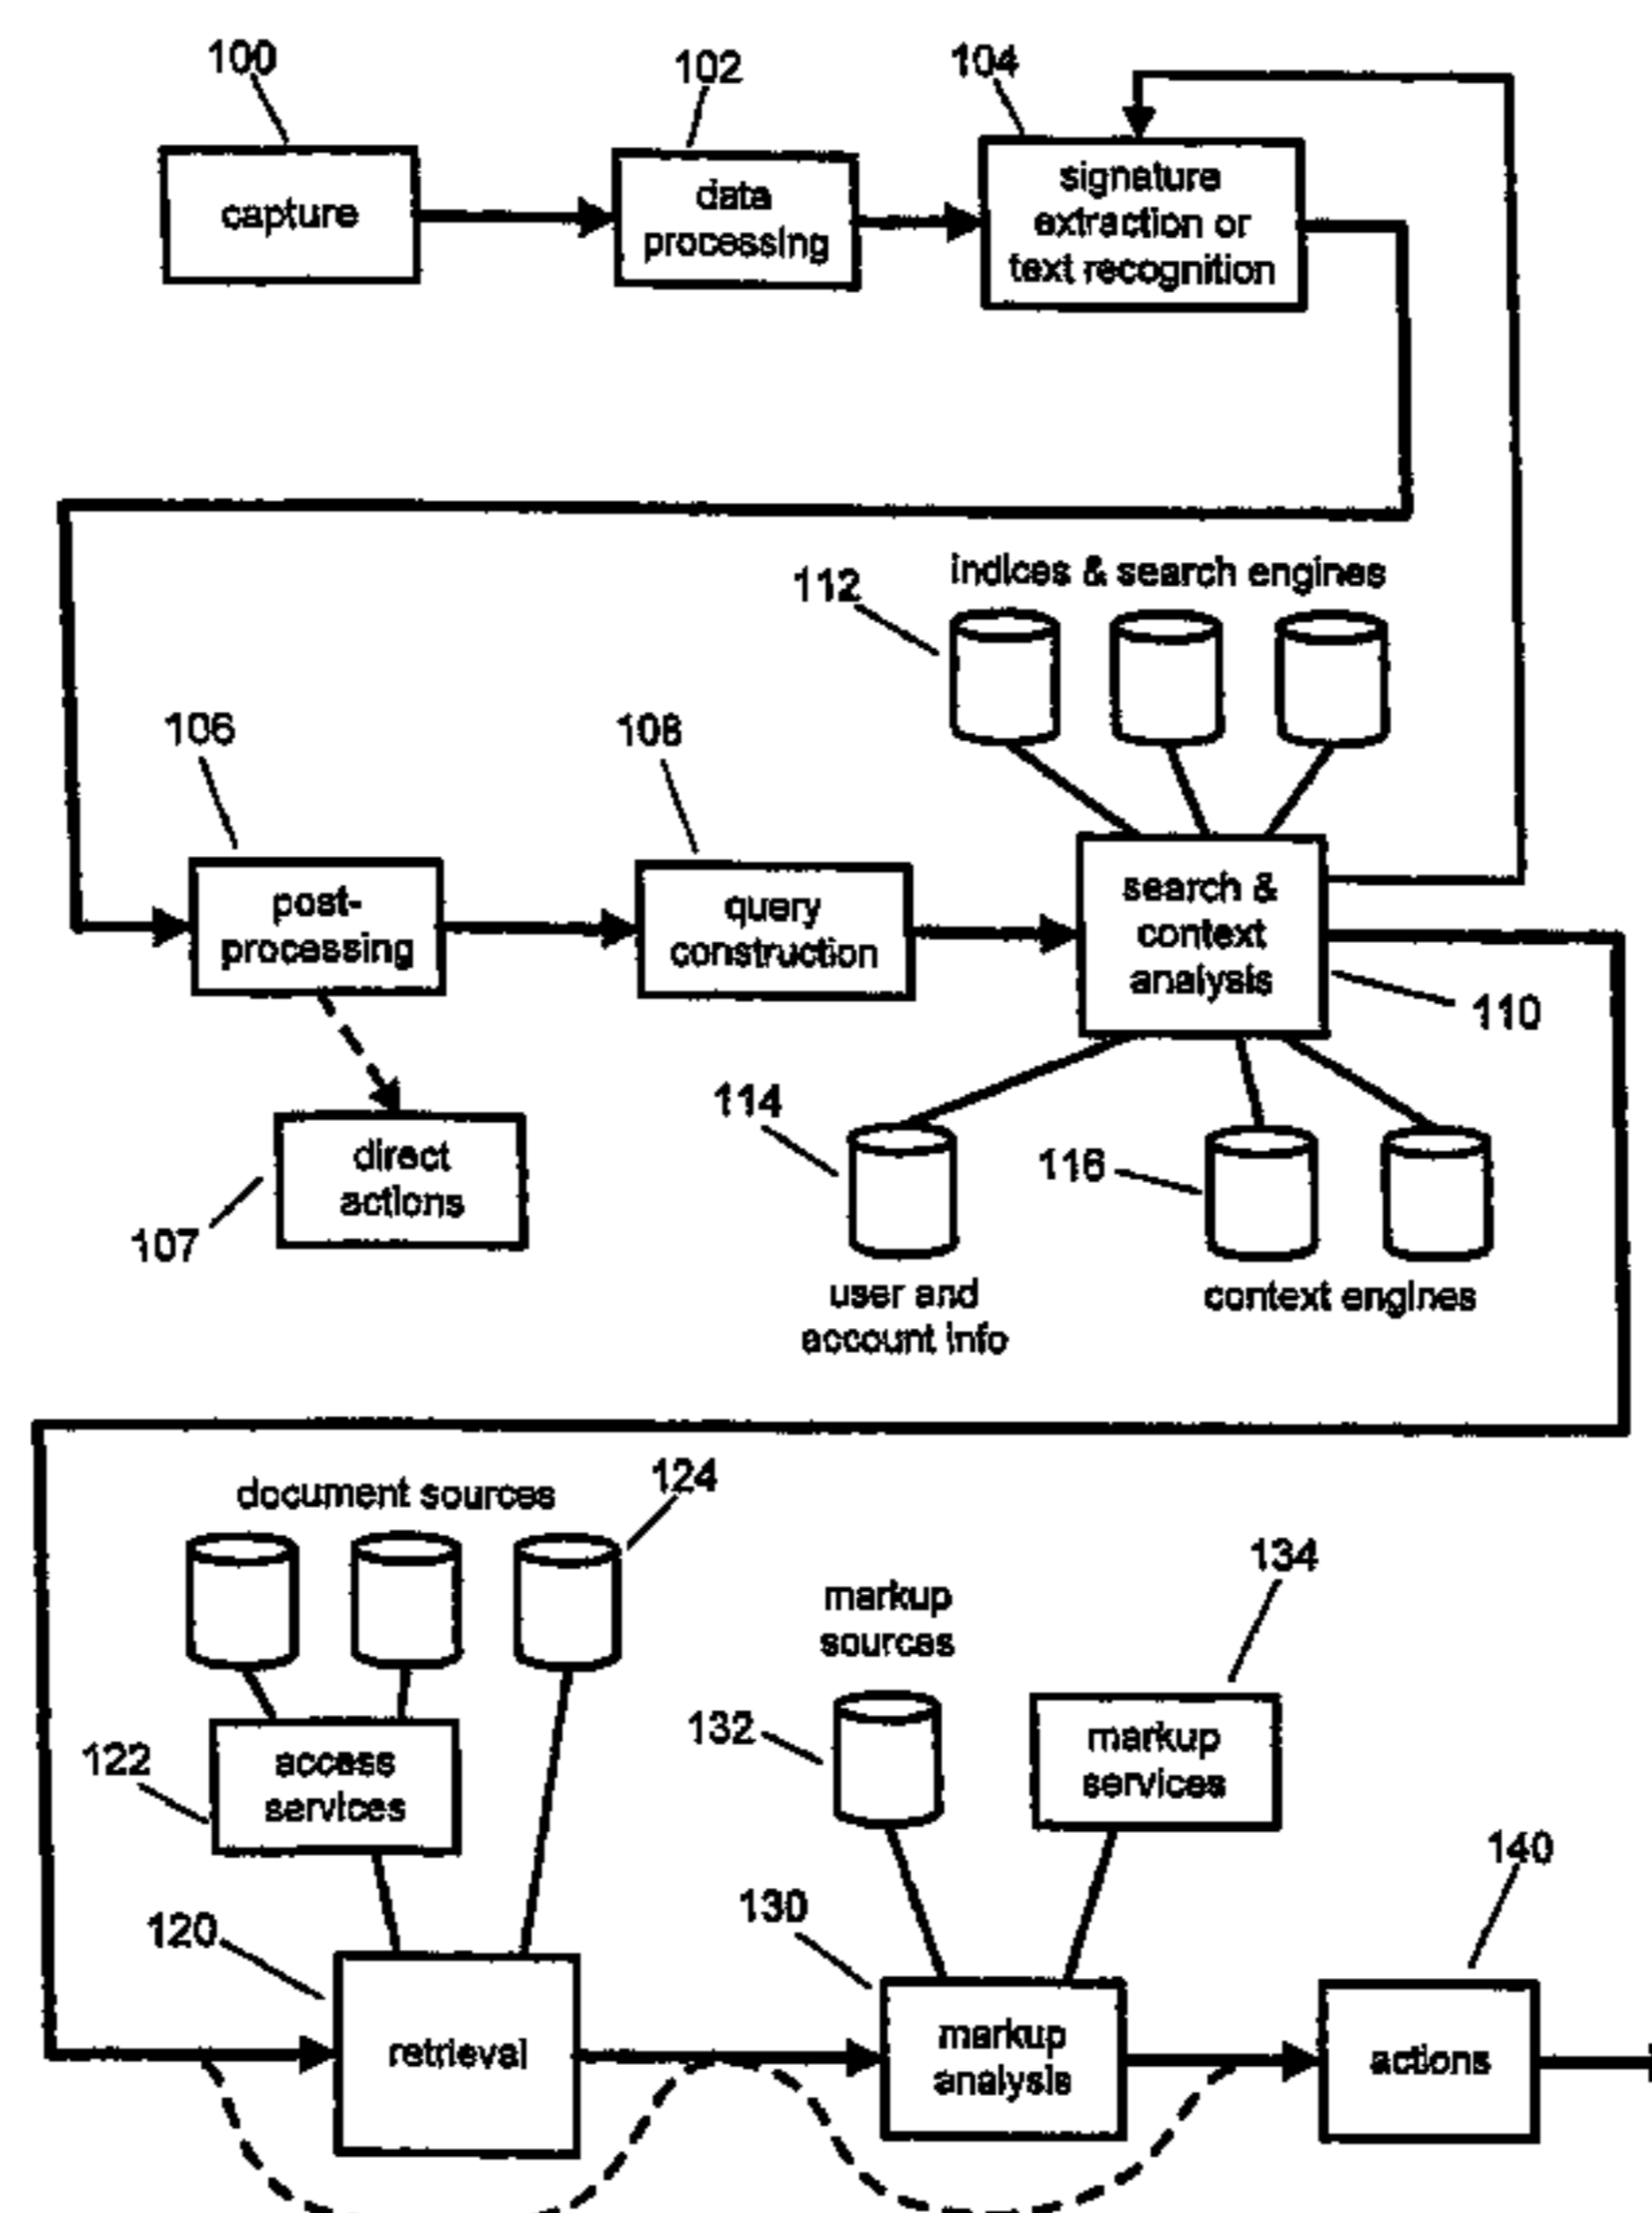 100
102
104
capture
data
processing
signature
extraction or
text recognition
indices & search engines
112
106
108
post-
processing
query
construction
search &
context
analysis
110
114
116
direct
actions
107
user and
account info
context engines
document sources
124
134
markup
sources
132
markup
services
122
access
services
140
130
120
retrieval
markup
analysis
actions